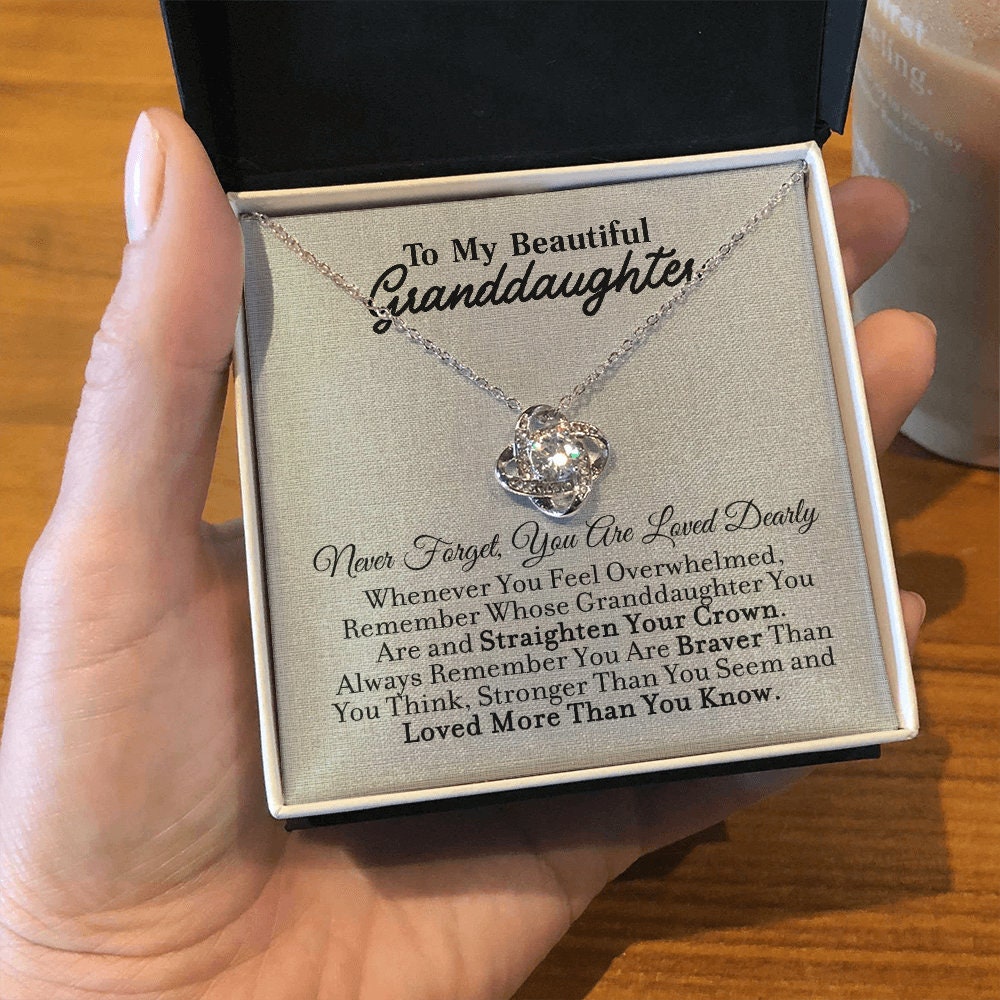 To My Beautiful
Granddaughter
Never Forget, You Are Loved Dearly
Whenever You Feel Overwhelmed,
Remember Whose Granddaughter You
Are and Straighten Your Crown.
Always Remember You Are Braver Than
You Think, Stronger Than You Seem and
Loved More Than You Know.